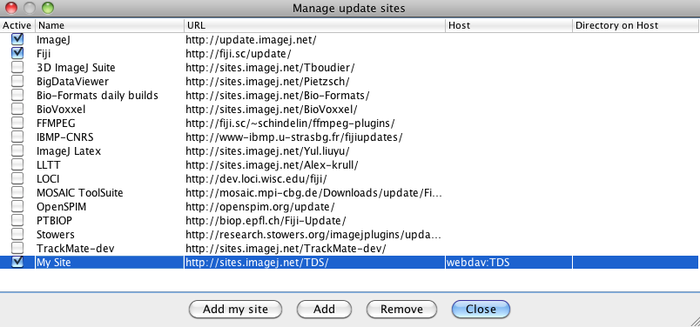 Manage update sites
Active Name URL Host Directory on Host
ImageJ http://update.imagej.net/
Fiji http://fiji.sc/update/
3D ImageJ Suite http://sites.imagej.net/Tboudier/
BigDataViewer http://sites.imagej.net/Pietzsch/
Bio-Formats daily builds http://sites.imagej.net/Bio-Formats/
BioVoxxel http://sites.imagej.net/BioVoxxel/
FFMPEG http://fiji.sc/~schindelin/ffmpeg-plugins/
IBMP-CNRS http://www-ibmp.u-strasbg.fr/fijiupdates/
ImageJ Latex http://sites.imagej.net/Yul.liuyu/
LLTT http://sites.imagej.net/Alex-krull/
LOCI http://dev.loci.wisc.edu/fiji/
MOSAIC ToolSuite http://mosaic.mpi-cbg.de/Downloads/update/Fi...
OpenSPIM http://openspim.org/update/
PTBIOP http://biop.epfl.ch/Fiji-Update/
Stowers http://research.stowers.org/imagejplugins/upda...
TrackMate-dev http://sites.imagej.net/TrackMate-dev/
My Site http://sites.imagej.net/TDS/ webdav:TDS
Add my site Add Remove Close